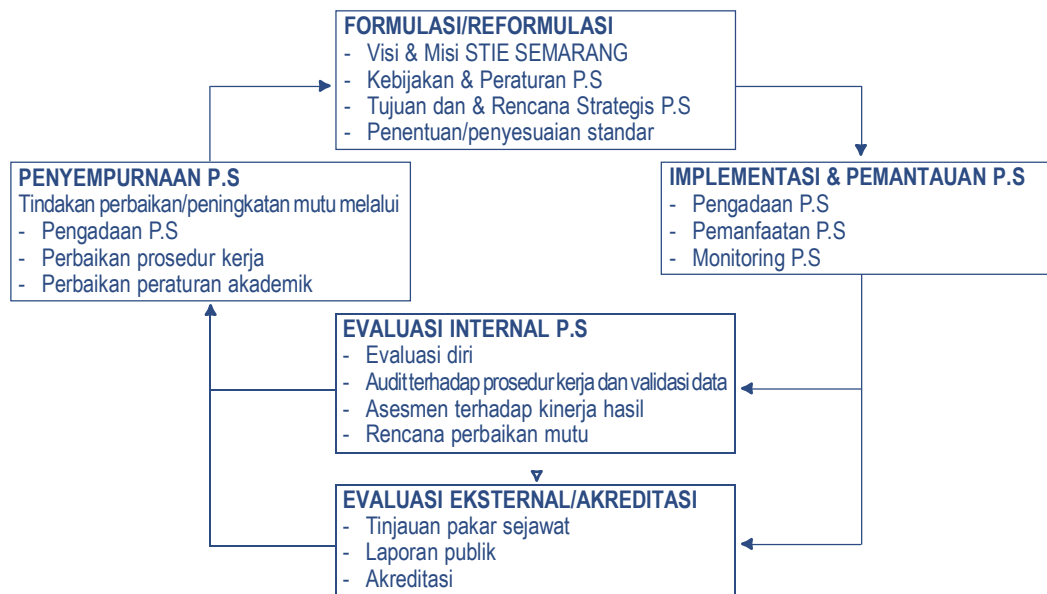 FORMULASI/REFORMULASI
- Visi & Misi STIE SEMARANG
- Kebijakan & Peraturan P.S
- Tujuan dan & Rencana Strategis P.S
- Penentuan/penyesuaian standar
PENYEMPURNAAN P.S
Tindakan perbaikan/peningkatan mutu melalui
- Pengadaan P.S
- Perbaikan prosedur kerja
- Perbaikan peraturan akademik
IMPLEMENTASI & PEMANTAUAN P.S
- Pengadaan P.S
- Pemanfaatan P.S
- Monitoring P.S
EVALUASI INTERNAL P.S
- Evaluasi diri
- Audit terhadap prosedur kerja dan validasi data
- Asesmen terhadap kinerja hasil
- Rencana perbaikan mutu
EVALUASI EKSTERNAL/AKREDITASI
- Tinjauan pakar sejawat
- Laporan publik
- Akreditasi